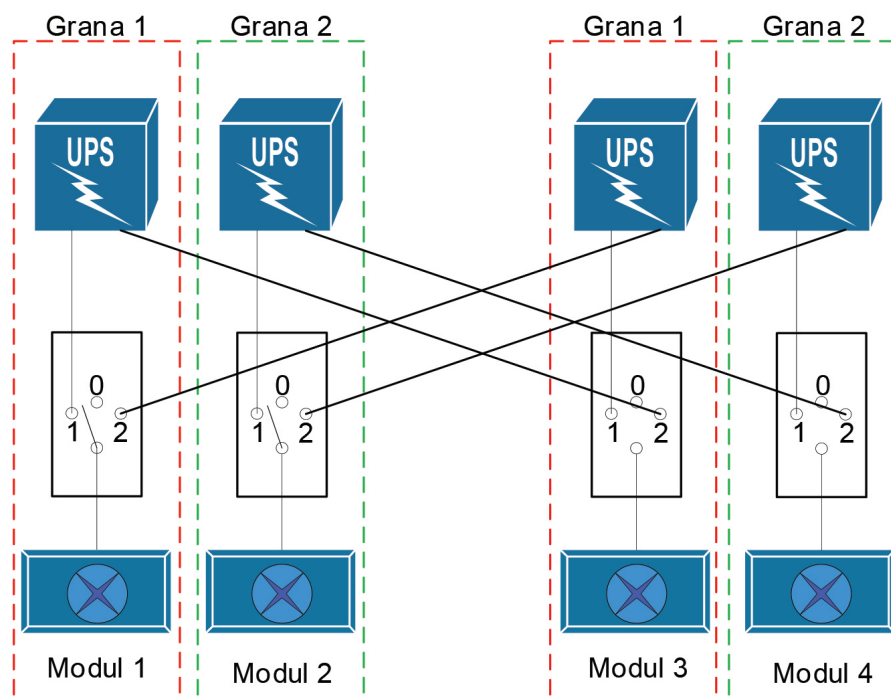 Grana 1 Grana 2 Grana 1 Grana 2
UPS UPS UPS UPS
0 0 0 0
1 2 1 2 1 2 1 2
Modul 1 Modul 2 Modul 3 Modul 4